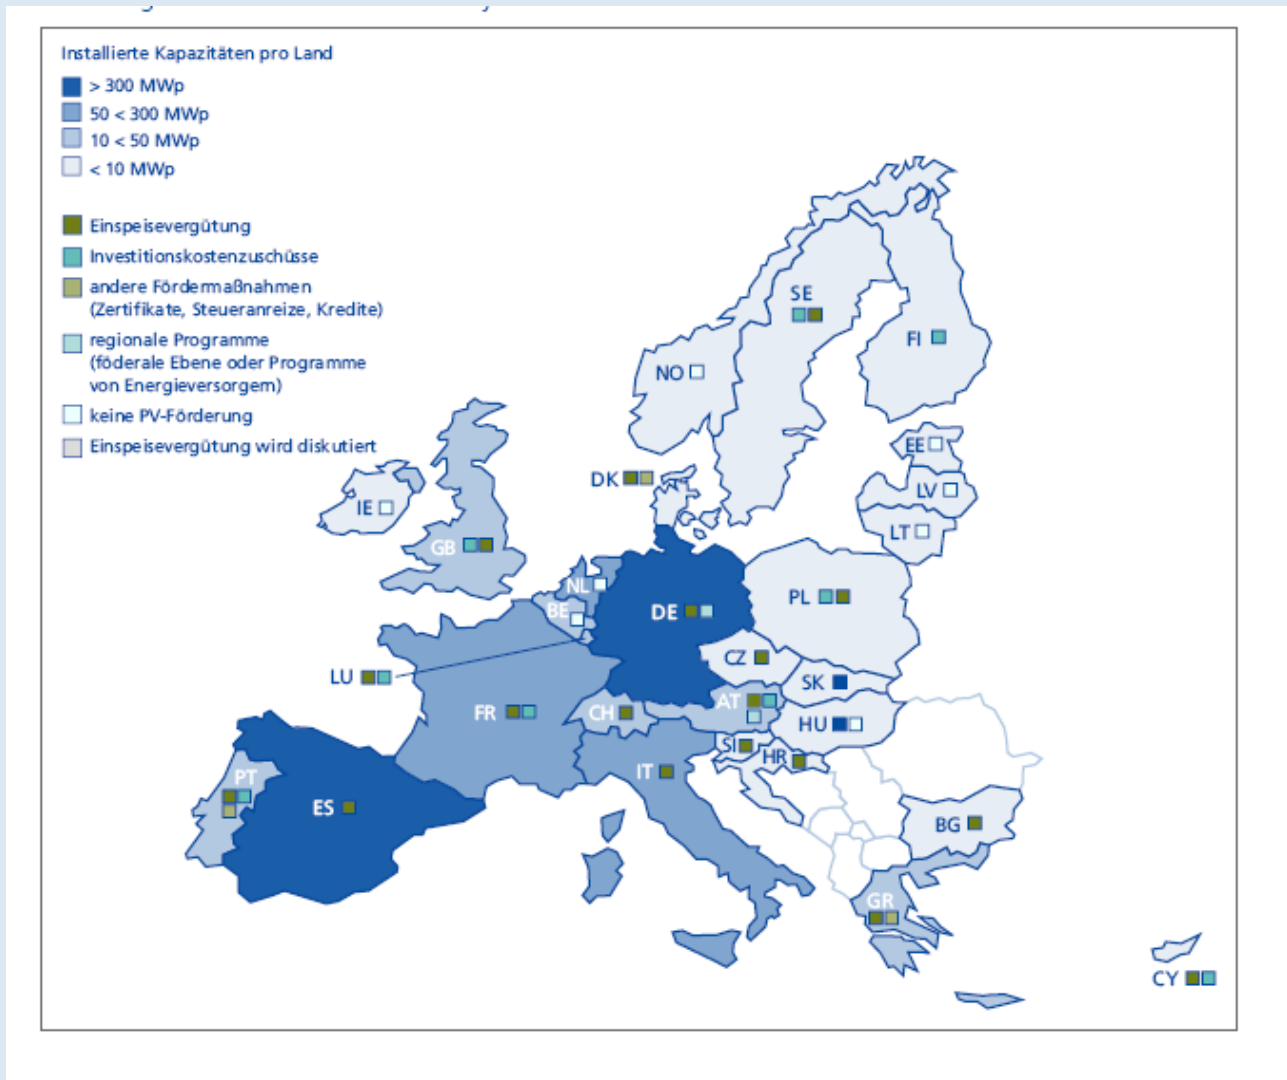 Installierte Kapazitäten pro Land
> 300 MWp
50 < 300 MWp
10 < 50 MWp
< 10 MWp
Einspeisevergütung
Investitionskostenzuschüsse
andere Fördermaßnahmen
(Zertifikate, Steueranreize, Kredite)
regionale Programme
(föderale Ebene oder Programme
von Energieversorgern)
keine PV-Förderung
Einspeisevergütung wird diskutiert
SE
FI
NO
EE
DK
LV
IE
LT
GB
NL
PL
BE
DE
CZ
LU
SK
AT
FR
CH
HU
SI
HR
IT
PT
ES
BG
GR
CY